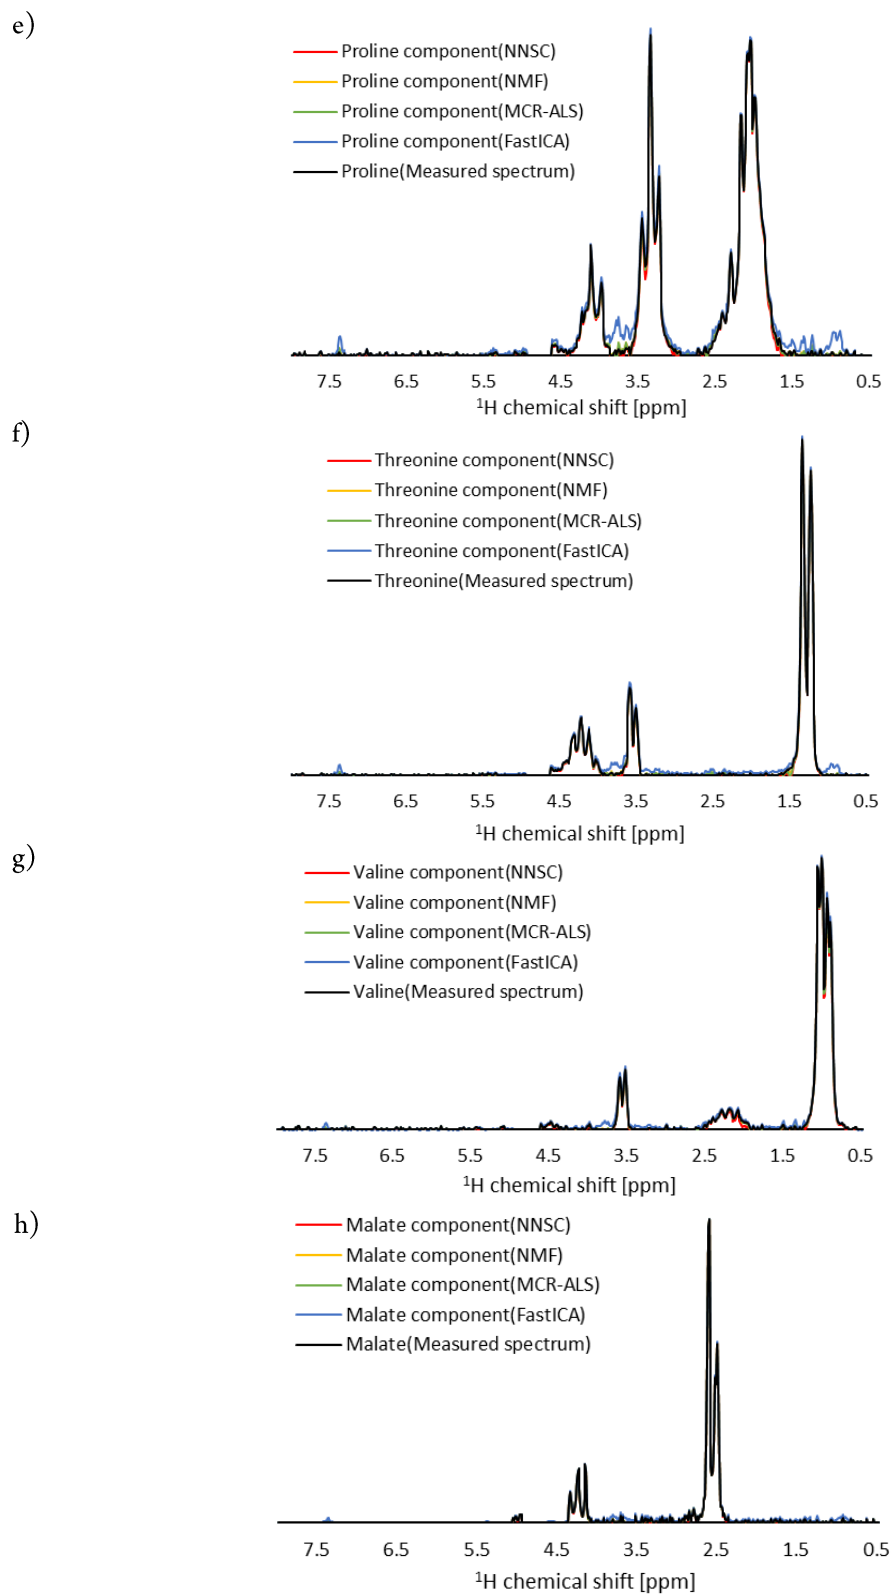 e)
Proline component(NNSC)
Proline component(NMF)
Proline component(MCR-ALS)
Proline component(FastICA)
Proline(Measured spectrum)
7.5 6.5 5.5 4.5 3.5 2.5 1.5 0.5
¹H chemical shift [ppm]
f)
Threonine component(NNSC)
Threonine component(NMF)
Threonine component(MCR-ALS)
Threonine component(FastICA)
Threonine(Measured spectrum)
7.5 6.5 5.5 4.5 3.5 2.5 1.5 0.5
¹H chemical shift [ppm]
g)
Valine component(NNSC)
Valine component(NMF)
Valine component(MCR-ALS)
Valine component(FastICA)
Valine(Measured spectrum)
7.5 6.5 5.5 4.5 3.5 2.5 1.5 0.5
¹H chemical shift [ppm]
h)
Malate component(NNSC)
Malate component(NMF)
Malate component(MCR-ALS)
Malate component(FastICA)
Malate(Measured spectrum)
7.5 6.5 5.5 4.5 3.5 2.5 1.5 0.5
¹H chemical shift [ppm]